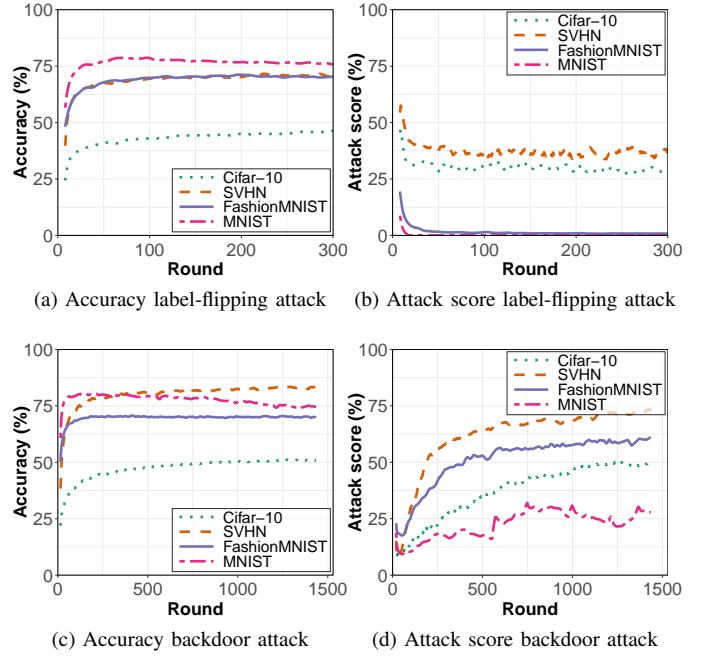 100
75
50
25
0
Accuracy (%)
0
100
200
300
Round
Cifar-10
SVHN
FashionMNIST
MNIST
(a) Accuracy label-flipping attack
100
75
50
25
0
Attack score (%)
0
100
200
300
Round
Cifar-10
SVHN
FashionMNIST
MNIST
(b) Attack score label-flipping attack
100
75
50
25
0
Accuracy (%)
0
500
1000
1500
Round
Cifar-10
SVHN
FashionMNIST
MNIST
(c) Accuracy backdoor attack
100
75
50
25
0
Attack score (%)
0
500
1000
1500
Round
Cifar-10
SVHN
FashionMNIST
MNIST
(d) Attack score backdoor attack